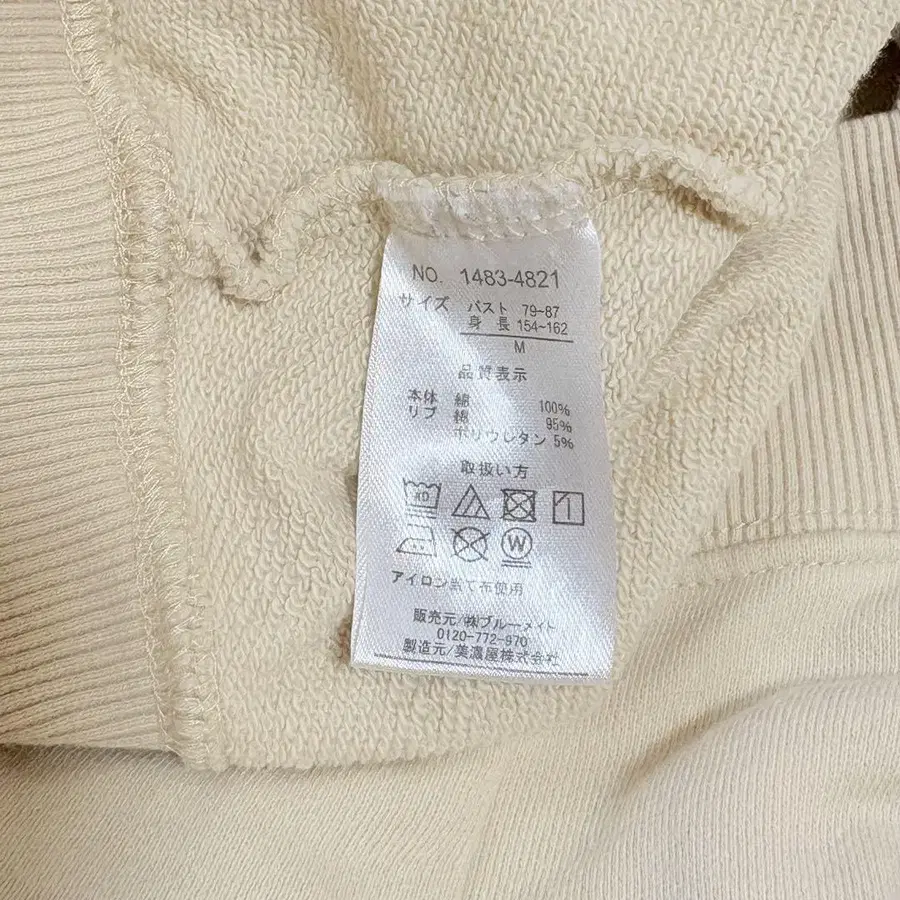 NO. 1483-4821
サイズ バスト 79-87
身長 154~162
M
品質表示
本体 綿 100%
リブ 綿 95%
ポリウレタン 5%
取扱い方
W
アイロン当て布使用
販売元/㈱ブルーメイト
0120-772-970
製造元/美濃屋株式会社